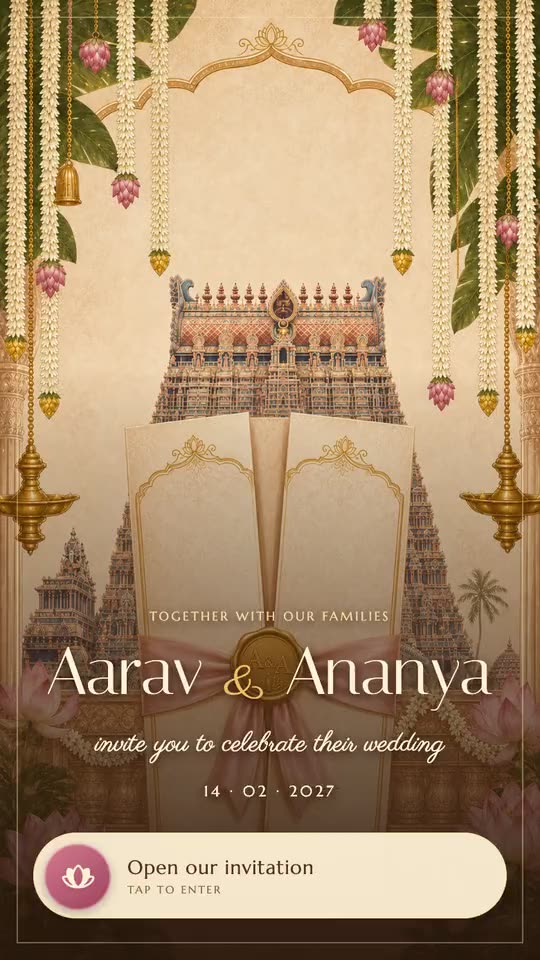 TOGETHER WITH OUR FAMILIES
A&A
Aarav & Ananya
invite you to celebrate their wedding
14 · 02 · 2027
Open our invitation
TAP TO ENTER